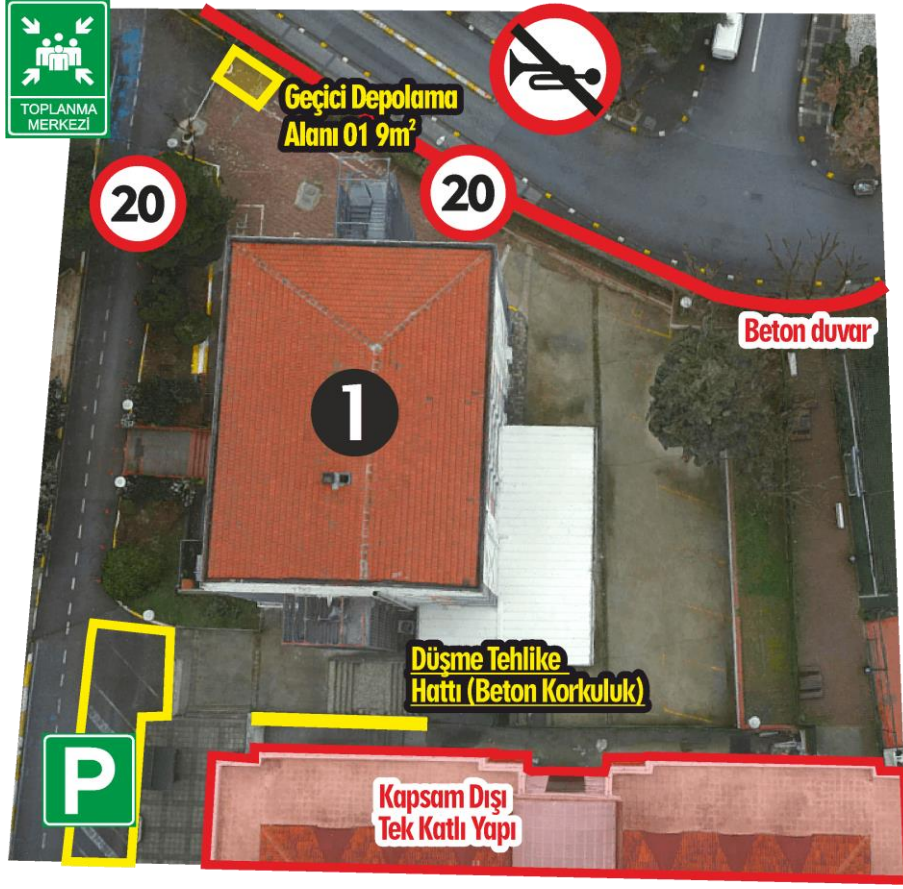 TOPLANMA
MERKEZİ
Geçici Depolama
Alanı 01 9m²
20
20
Beton duvar
1
Düşme Tehlike
Hattı (Beton Korkuluk)
P
Kapsam Dışı
Tek Katlı Yapı